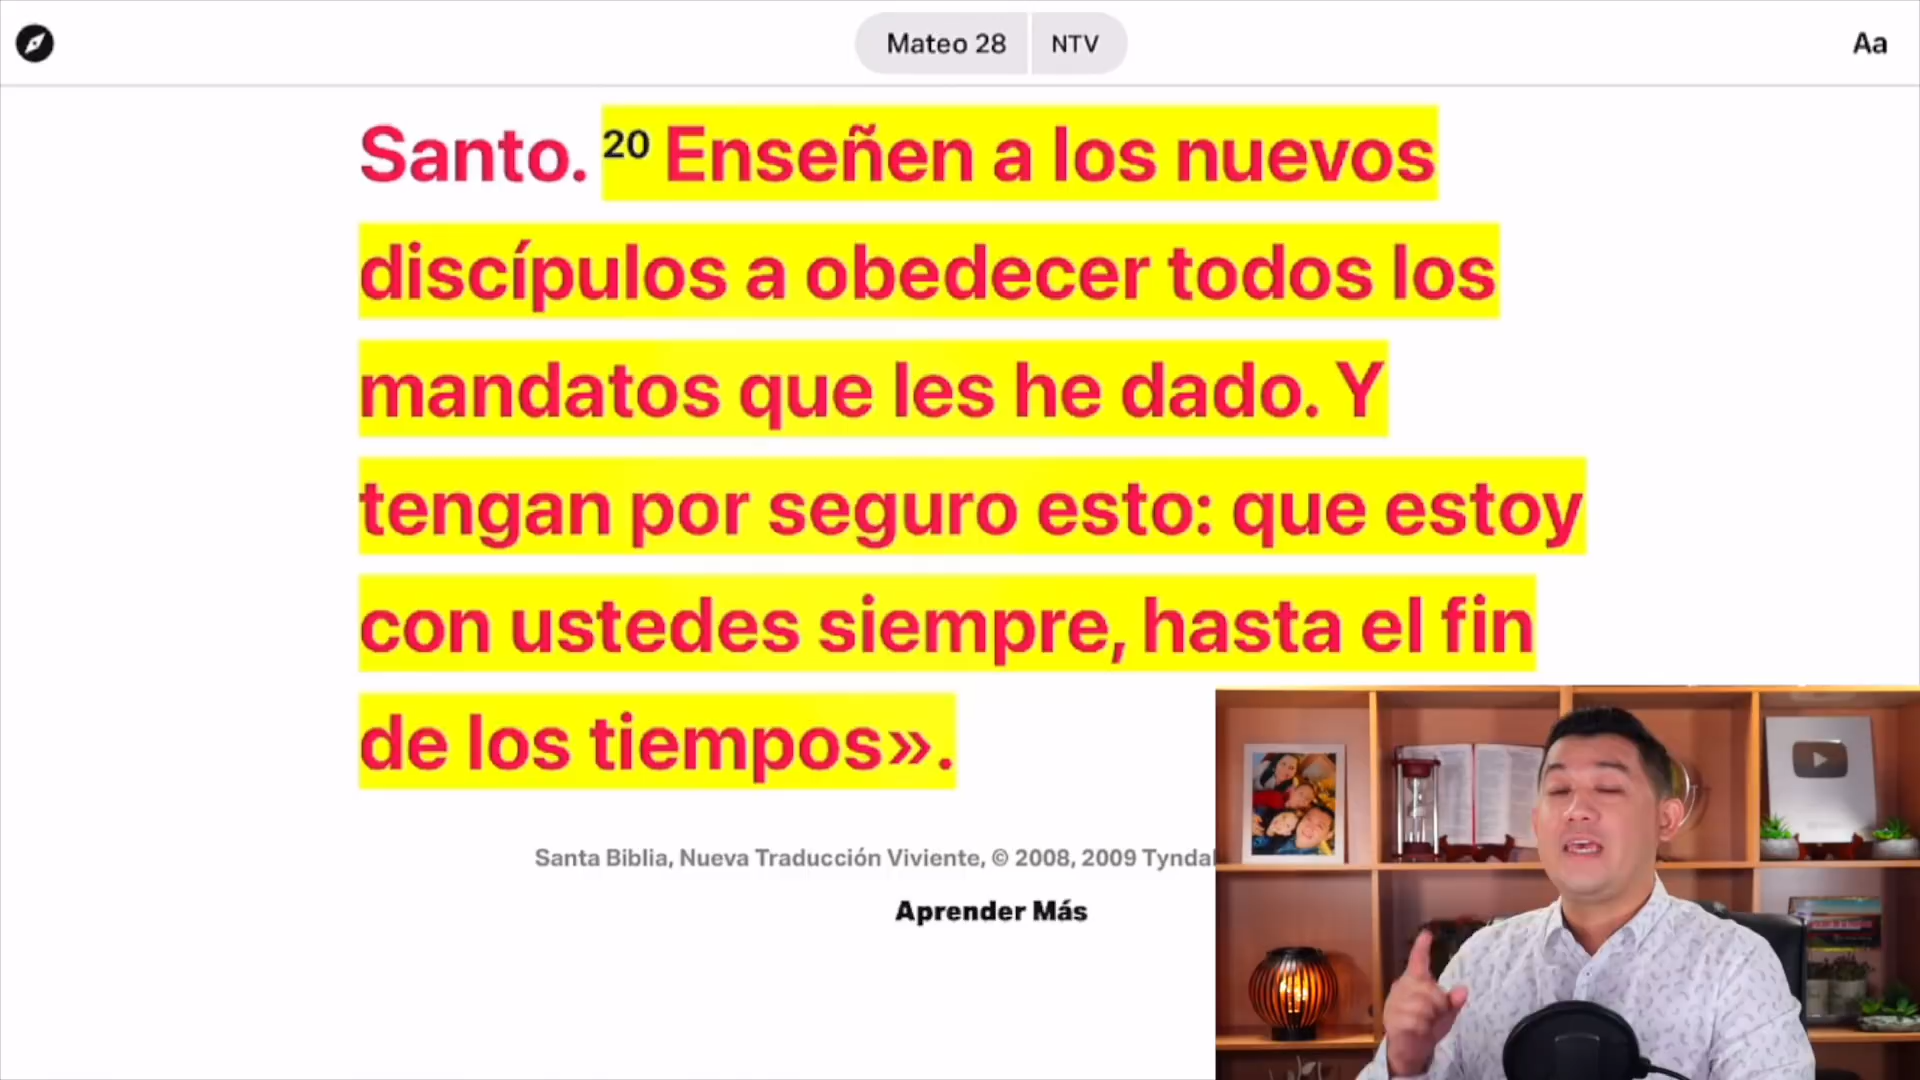 Mateo 28 NTV Aa
Santo. 20 Enseñen a los nuevos
discípulos a obedecer todos los
mandatos que les he dado. Y
tengan por seguro esto: que estoy
con ustedes siempre, hasta el fin
de los tiempos».
Santa Biblia, Nueva Traducción Viviente, © 2008, 2009 Tyndal
Aprender Más